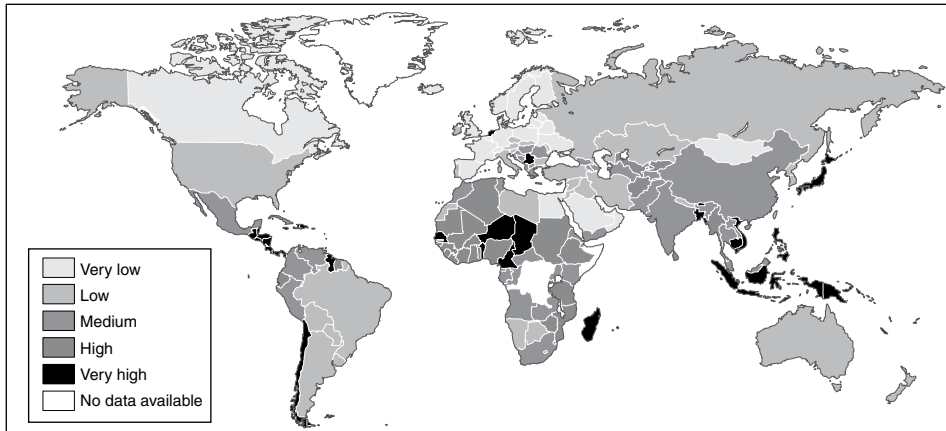 Very low
Low
Medium
High
Very high
No data available